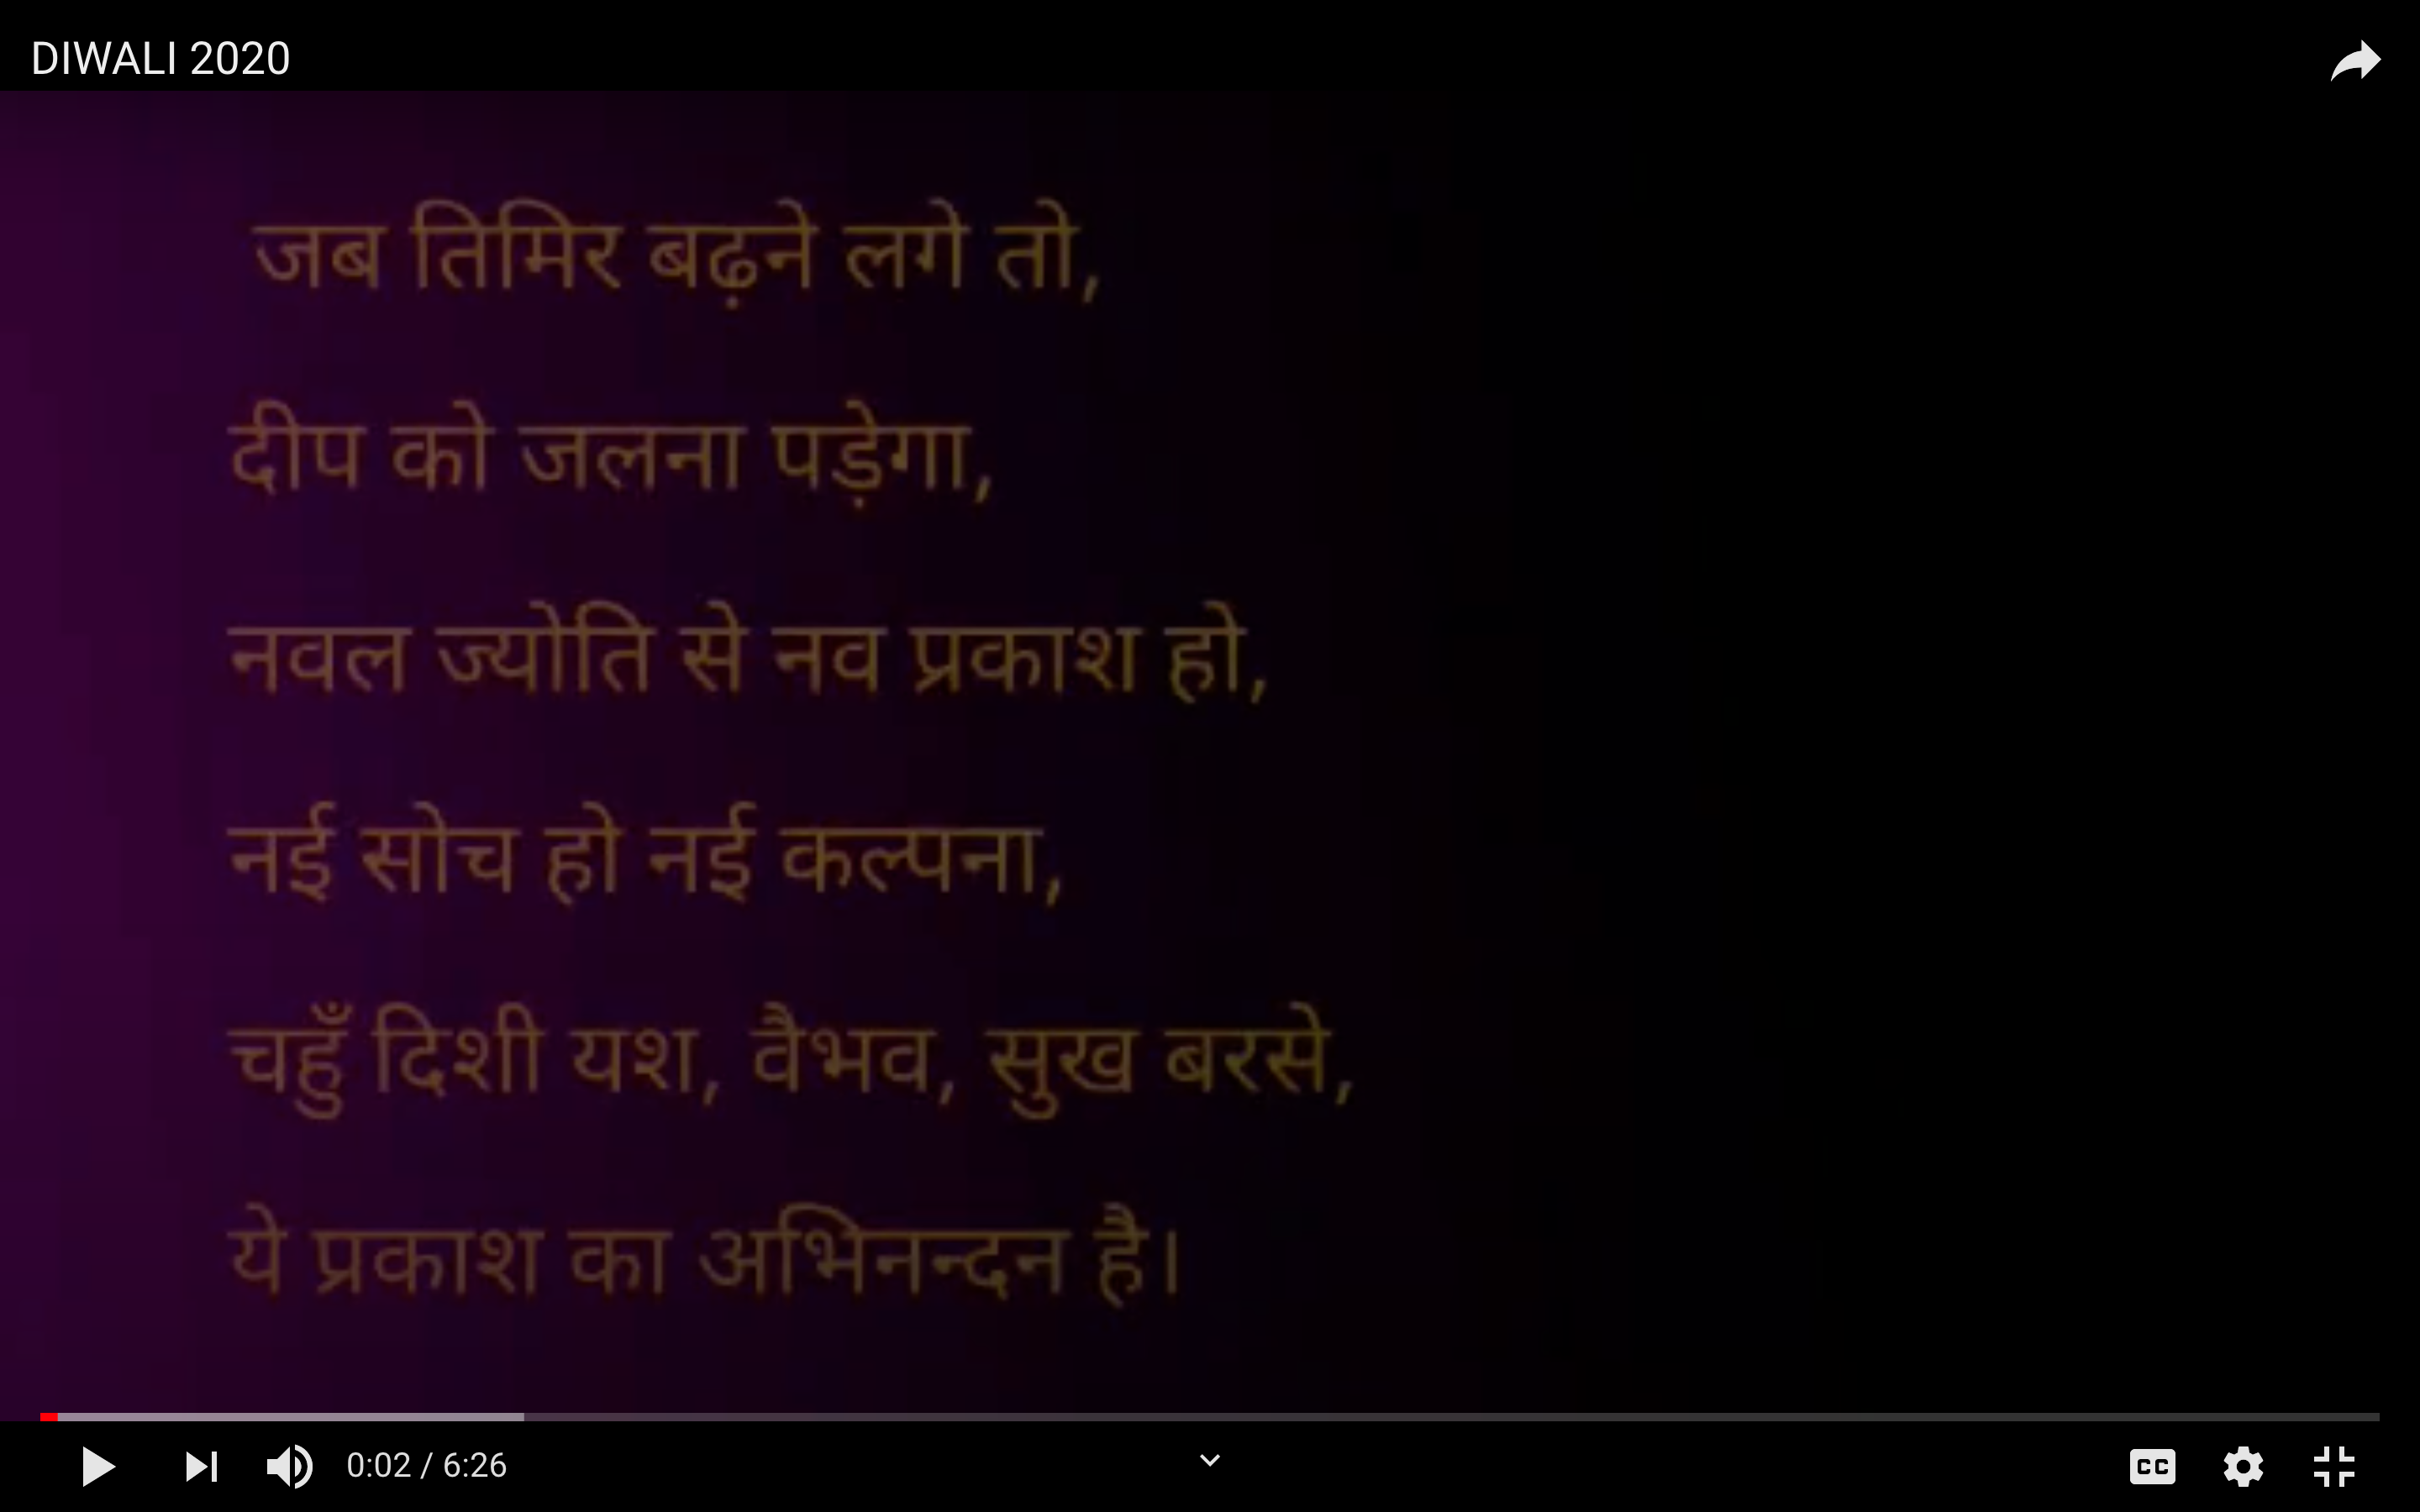 DIWALI 2020
जब तिमिर बढ़ने लगे तो,
दीप को जलना पड़ेगा,
नवल ज्योति से नव प्रकाश हो,
नई सोच हो नई कल्पना,
चहुँ दिशी यश, वैभव, सुख बरसे,
ये प्रकाश का अभिनन्दन है।
0:02 / 6:26
CC